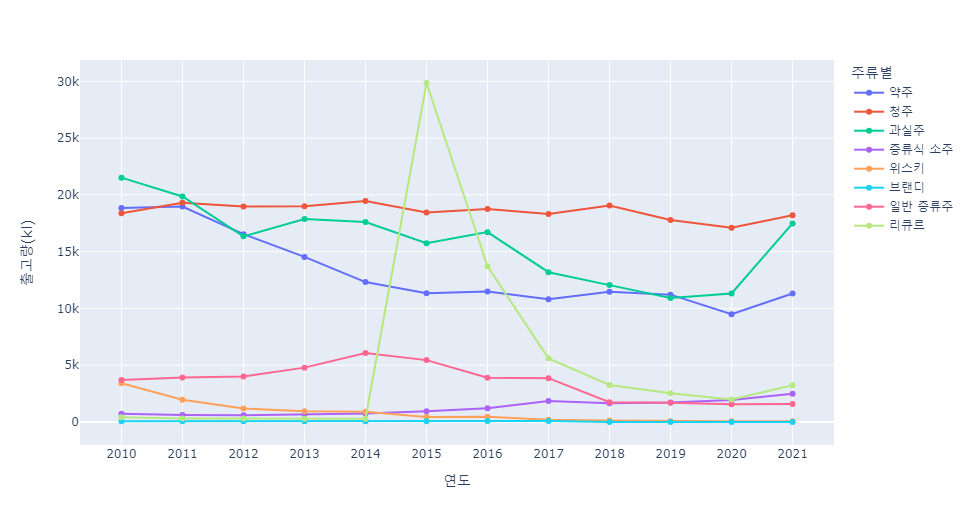 주류별
약주
청주
과실주
증류식 소주
위스키
브랜디
일반 증류주
리큐르
출고량(kl)
30k
25k
20k
15k
10k
5k
0
2010 2011 2012 2013 2014 2015 2016 2017 2018 2019 2020 2021
연도